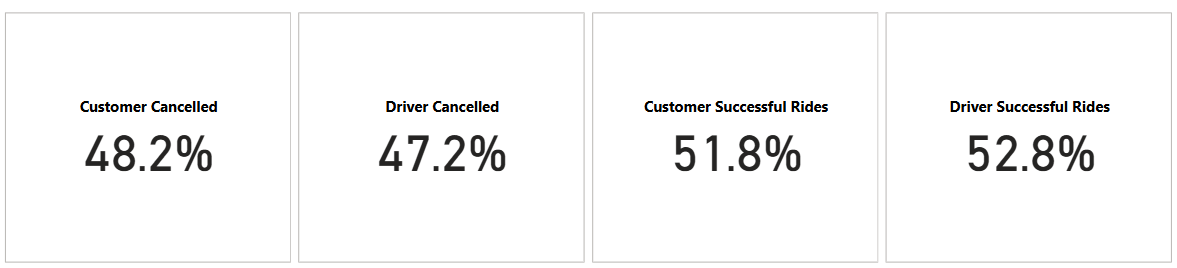 Customer Cancelled
48.2%
Driver Cancelled
47.2%
Customer Successful Rides
51.8%
Driver Successful Rides
52.8%